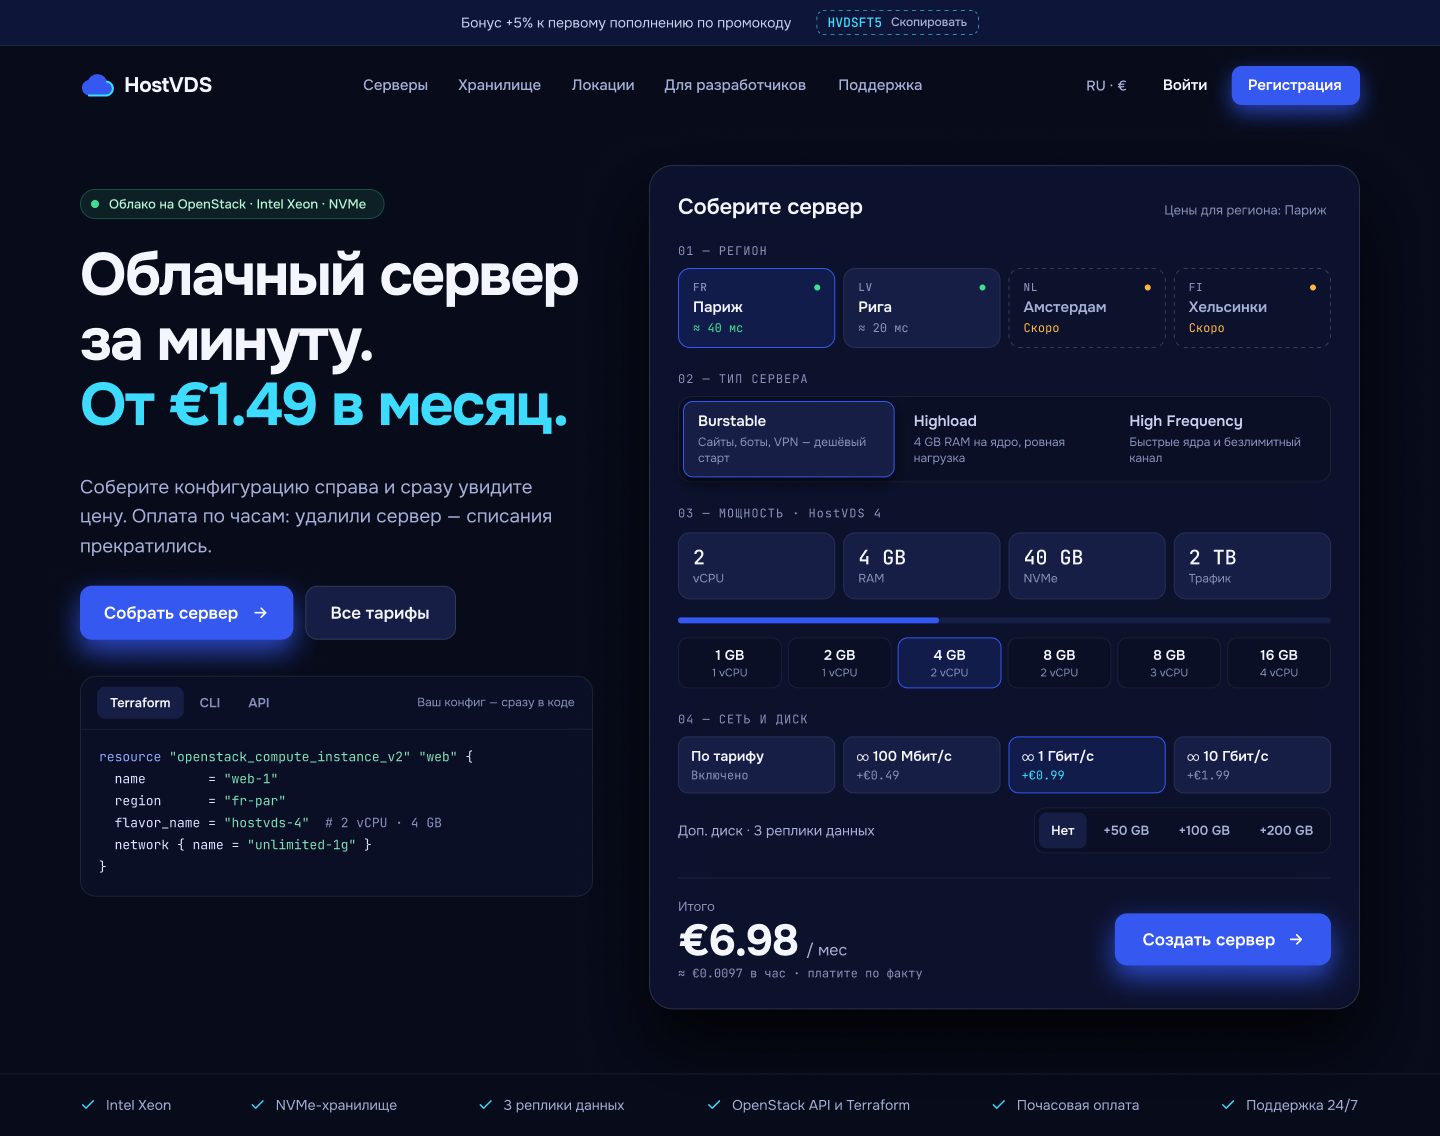 Бонус +5% к первому пополнению по промокоду HVDSFT5 Скопировать
HostVDS
Серверы Хранилище Локации Для разработчиков Поддержка
RU · € Войти Регистрация
Облако на OpenStack · Intel Xeon · NVMe
Облачный сервер
за минуту.
От €1.49 в месяц.
Соберите конфигурацию справа и сразу увидите
цену. Оплата по часам: удалили сервер — списания
прекратились.
Собрать сервер →
Все тарифы
Terraform CLI API Ваш конфиг — сразу в коде
resource "openstack_compute_instance_v2" "web" {
  name        = "web-1"
  region      = "fr-par"
  flavor_name = "hostvds-4"  # 2 vCPU · 4 GB
  network { name = "unlimited-1g" }
}
Соберите сервер
Цены для региона: Париж
01 — РЕГИОН
FR
Париж
≈ 40 мс
LV
Рига
≈ 20 мс
NL
Амстердам
Скоро
FI
Хельсинки
Скоро
02 — ТИП СЕРВЕРА
Burstable
Сайты, боты, VPN — дешёвый
старт
Highload
4 GB RAM на ядро, ровная
нагрузка
High Frequency
Быстрые ядра и безлимитный
канал
03 — МОЩНОСТЬ · HostVDS 4
2
vCPU
4 GB
RAM
40 GB
NVMe
2 TB
Трафик
1 GB
1 vCPU
2 GB
1 vCPU
4 GB
2 vCPU
8 GB
2 vCPU
8 GB
3 vCPU
16 GB
4 vCPU
04 — СЕТЬ И ДИСК
По тарифу
Включено
∞ 100 Мбит/с
+€0.49
∞ 1 Гбит/с
+€0.99
∞ 10 Гбит/с
+€1.99
Доп. диск · 3 реплики данных
Нет +50 GB +100 GB +200 GB
Итого
€6.98 / мес
≈ €0.0097 в час · платите по факту
Создать сервер →
Intel Xeon
NVMe-хранилище
3 реплики данных
OpenStack API и Terraform
Почасовая оплата
Поддержка 24/7